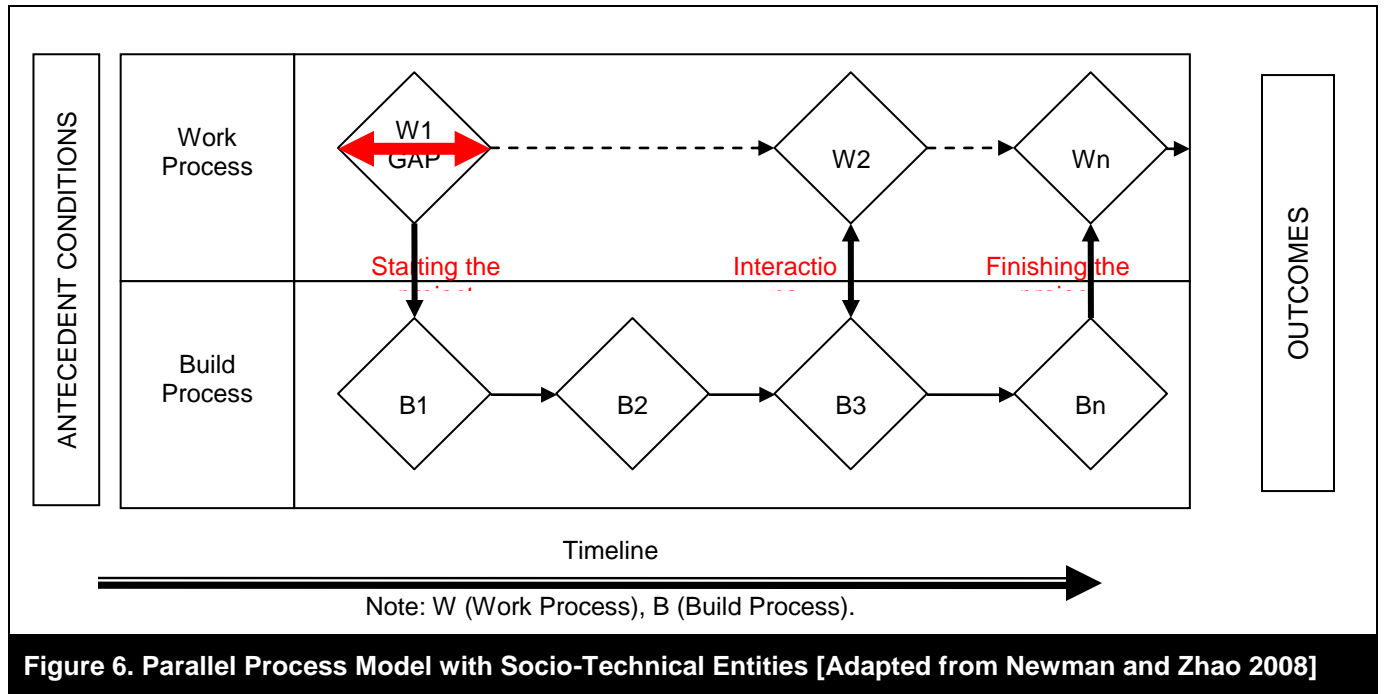 ANTECEDENT CONDITIONS
Work
Process
W1
GAP
W2
Wn
Starting the
Interactio
Finishing the
Build
Process
B1
B2
B3
Bn
OUTCOMES
Timeline
Note: W (Work Process), B (Build Process).
Figure 6. Parallel Process Model with Socio-Technical Entities [Adapted from Newman and Zhao 2008]